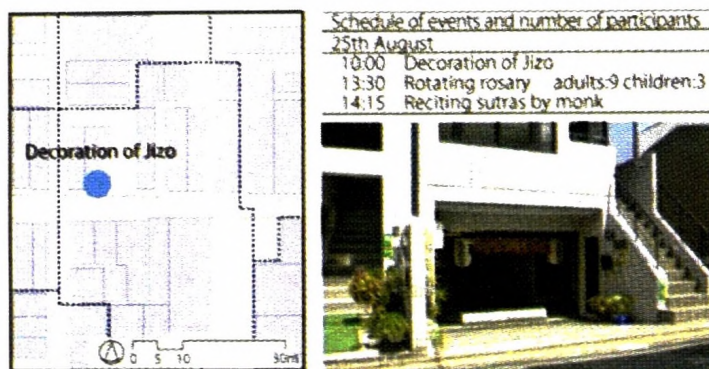 Decoration of Jizo
0 5 10 30m
Schedule of events and number of participants
25th August
10:00 Decoration of Jizo
13:30 Rotating rosary adults:9 children:3
14:15 Reciting sutras by monk